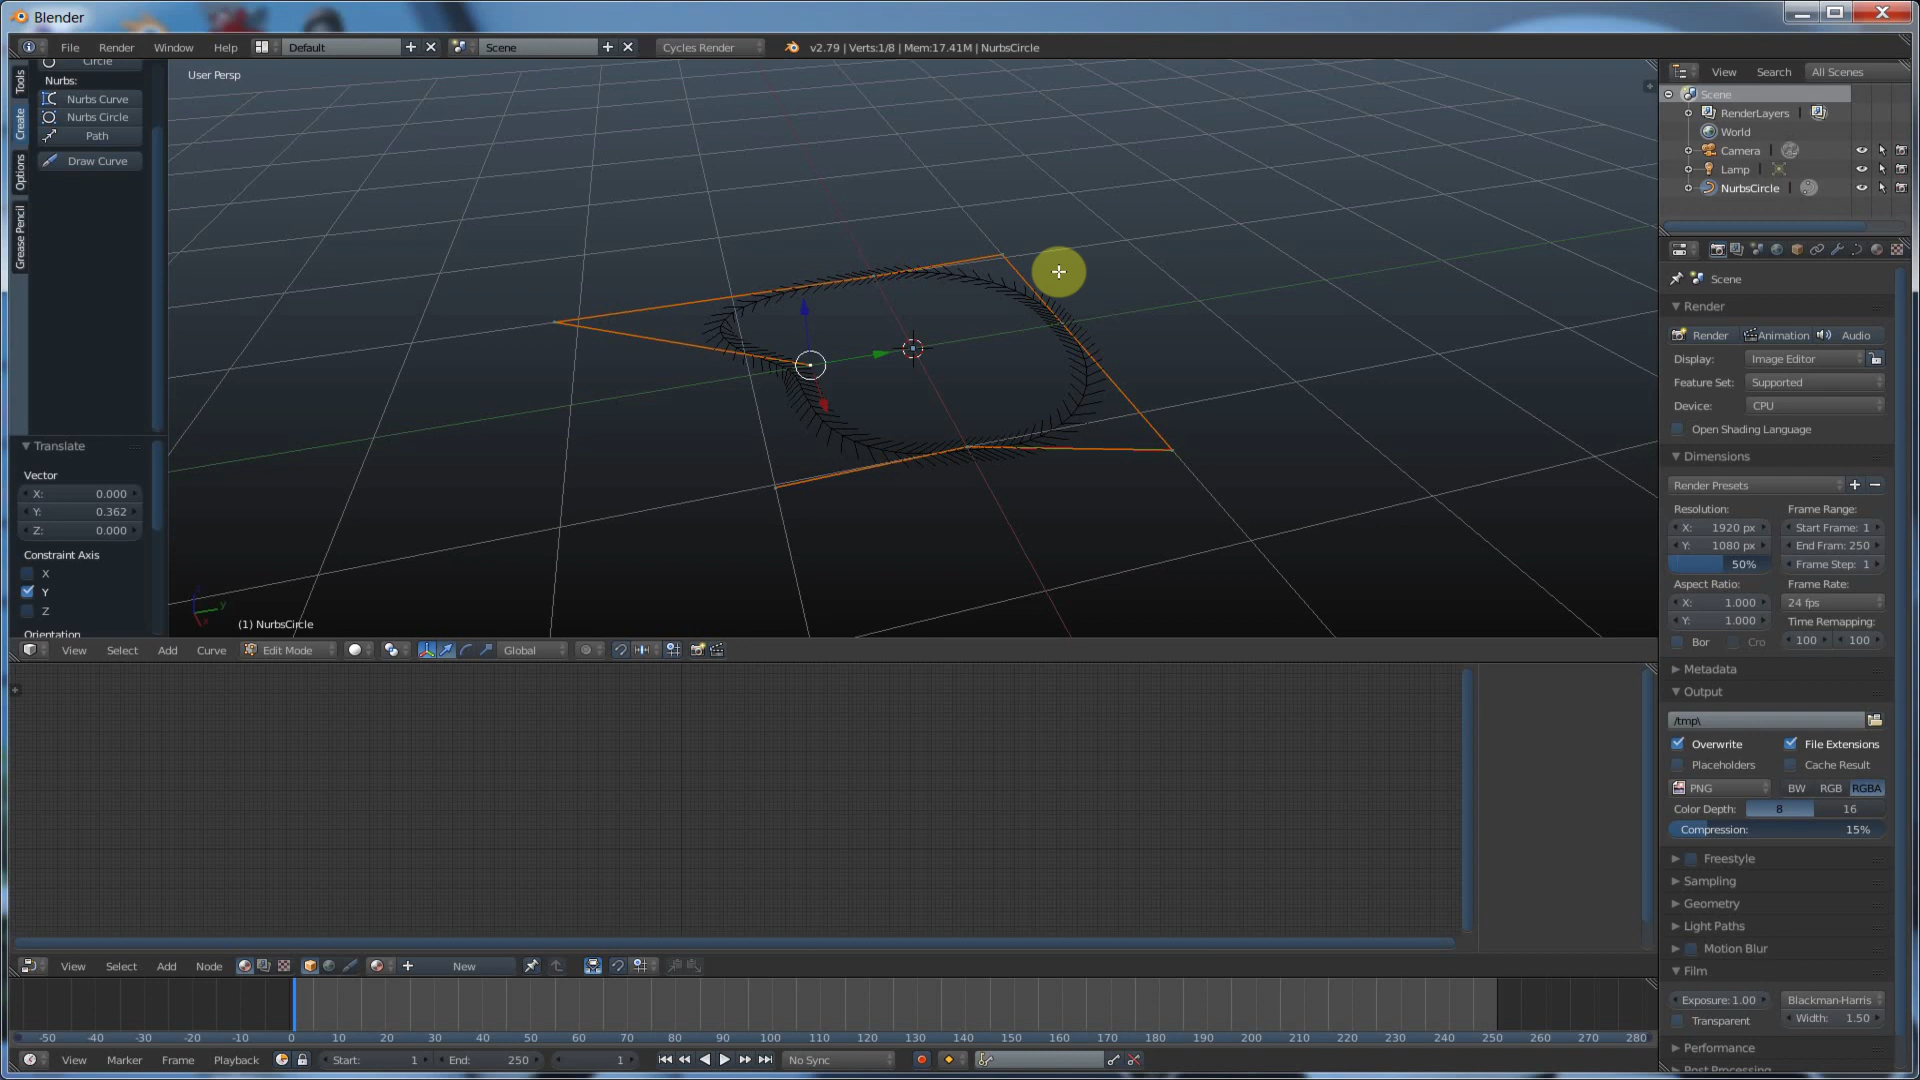 Blender
File Render Window Help Default Scene Cycles Render v2.79 | Verts:1/8 | Mem:17.41M | NurbsCircle
Tools
Create
Options
Grease Pencil
Circle
Nurbs:
Nurbs Curve
Nurbs Circle
Path
Draw Curve
Translate
Vector
X: 0.000
Y: 0.362
Z: 0.000
Constraint Axis
X
Y
Z
Orientation
User Persp
(1) NurbsCircle
View Select Add Curve Edit Mode Global
View Select Add Node New
-50 -40 -30 -20 -10 0 10 20 30 40 50 60 70 80 90 100 110 120 130 140 150 160 170 180 190 200 210 220 230 240 250 260 270 280
View Marker Frame Playback Start: 1 End: 250 1 No Sync
View Search All Scenes
Scene
RenderLayers
World
Camera
Lamp
NurbsCircle
Scene
Render
Render Animation Audio
Display: Image Editor
Feature Set: Supported
Device: CPU
Open Shading Language
Dimensions
Render Presets
Resolution: Frame Range:
X: 1920 px Start Frame: 1
Y: 1080 px End Fram: 250
50% Frame Step: 1
Aspect Ratio: Frame Rate:
X: 1.000 24 fps
Y: 1.000 Time Remapping:
Bor Cro 100 100
Metadata
Output
/tmp\
Overwrite File Extensions
Placeholders Cache Result
PNG BW RGB RGBA
Color Depth: 8 16
Compression: 15%
Freestyle
Sampling
Geometry
Light Paths
Motion Blur
Film
Exposure: 1.00 Blackman-Harris
Transparent Width: 1.50
Performance
Post Processing